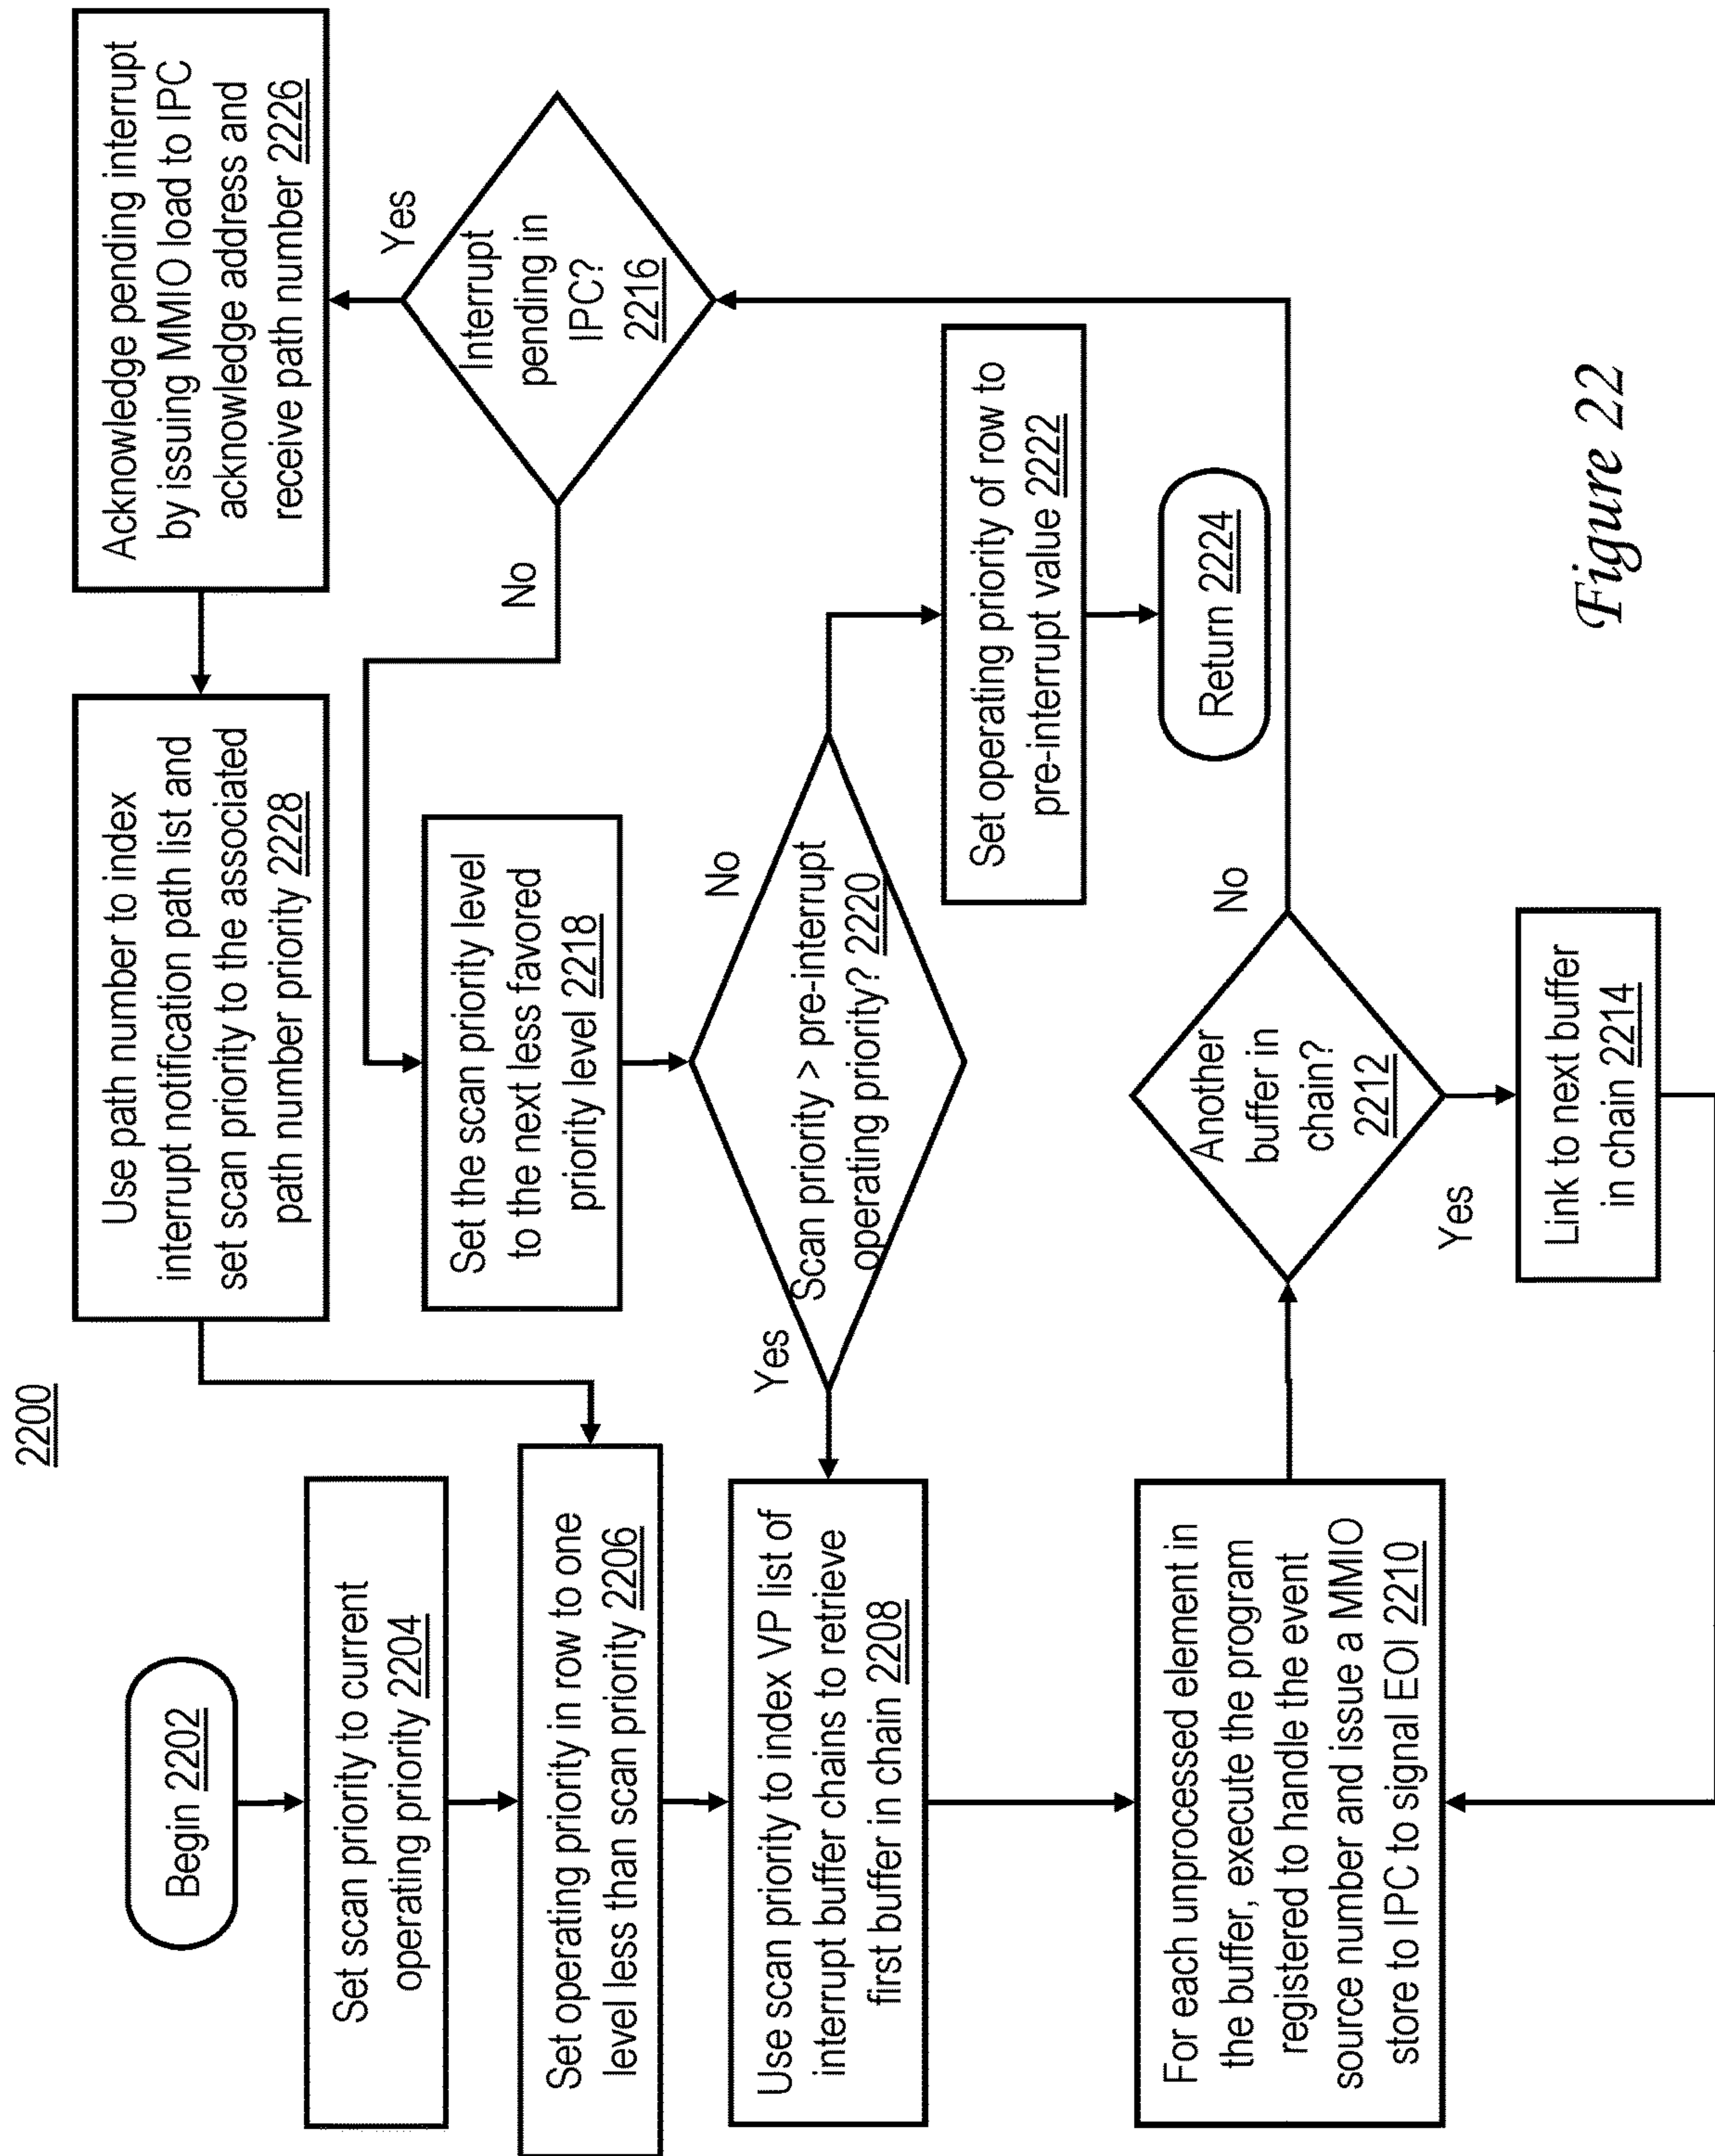 2200
Begin 2202
Set scan priority to current
operating priority 2204
Set operating priority in row to one
level less than scan priority 2206
Use scan priority to index VP list of
interrupt buffer chains to retrieve
first buffer in chain 2208
For each unprocessed element in
the buffer, execute the program
registered to handle the event
source number and issue a MMIO
store to IPC to signal EOI 2210
Another
buffer in
chain?
2212
Yes
No
Link to next buffer
in chain 2214
Interrupt
pending in
IPC?
2216
Yes
No
Set the scan priority level
to the next less favored
priority level 2218
Scan priority > pre-interrupt
operating priority? 2220
Yes
No
Set operating priority of row to
pre-interrupt value 2222
Return 2224
Acknowledge pending interrupt
by issuing MMIO load to IPC
acknowledge address and
receive path number 2226
Use path number to index
interrupt notification path list and
set scan priority to the associated
path number priority 2228
Figure 22